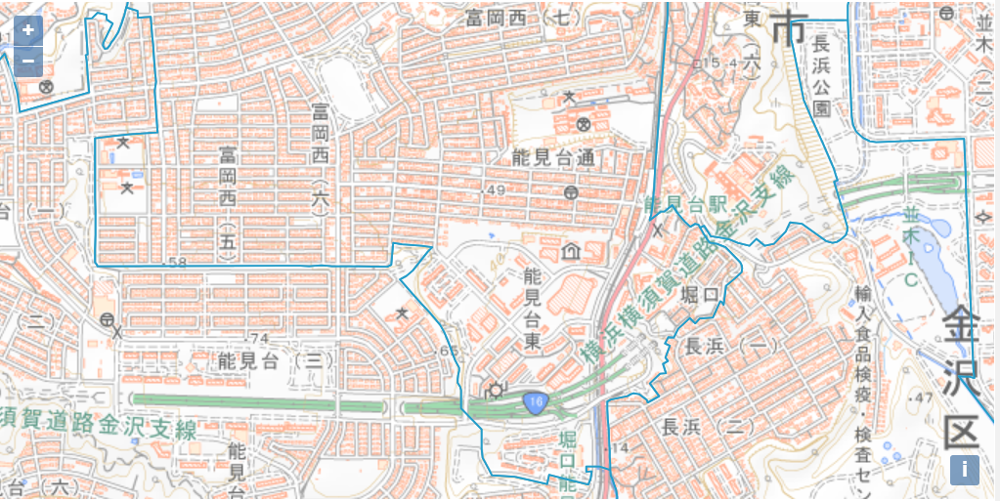 +
−
富岡西（七）
東（六）
市
並木（二）
長浜公園
15.4
富岡西（六）
富岡西（五）
能見台通
49
能見台駅
横浜横須賀道路金沢支線
並木IC
台（一）
58
能見台東
堀口
長浜（一）
輸入食品検疫・検査セン
金沢区
（二）
74
65
能見台（三）
16
47
須賀道路金沢支線
長浜（二）
堀口能見
14
能見台
台（六）
i